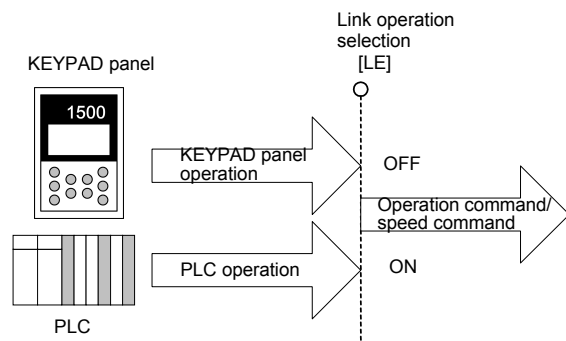 Link operation
selection
[LE]
KEYPAD panel
1500
KEYPAD panel
operation
OFF
Operation command/
speed command
PLC operation
ON
PLC